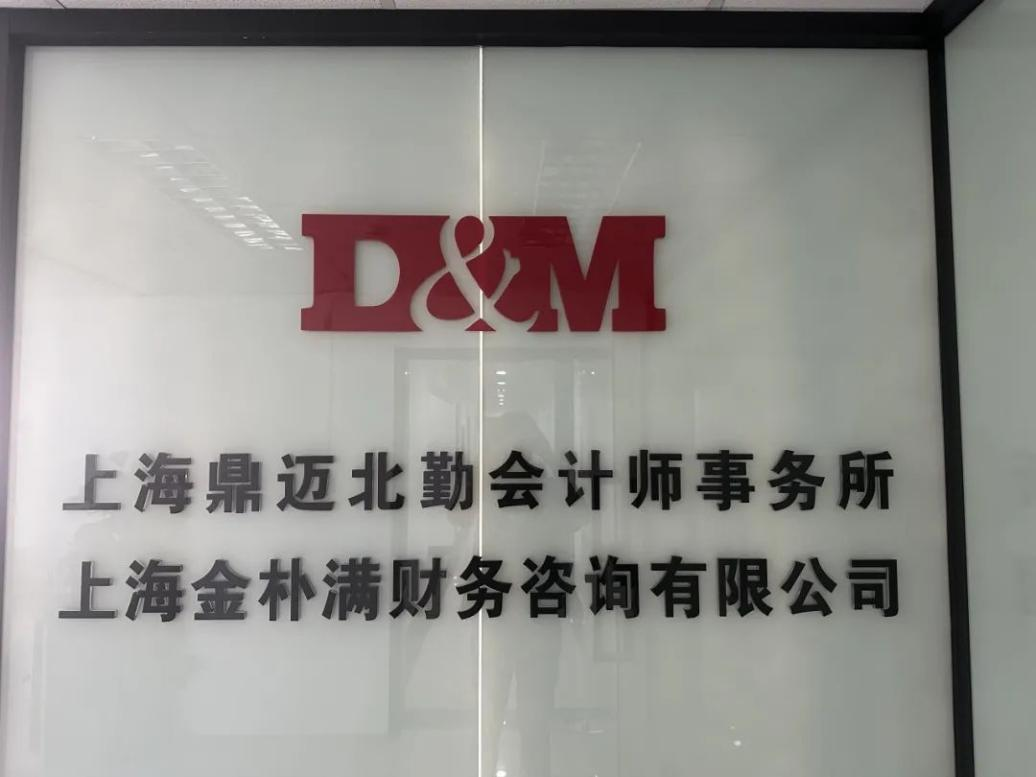 D&M
上海鼎迈北勤会计师事务所
上海金朴满财务咨询有限公司